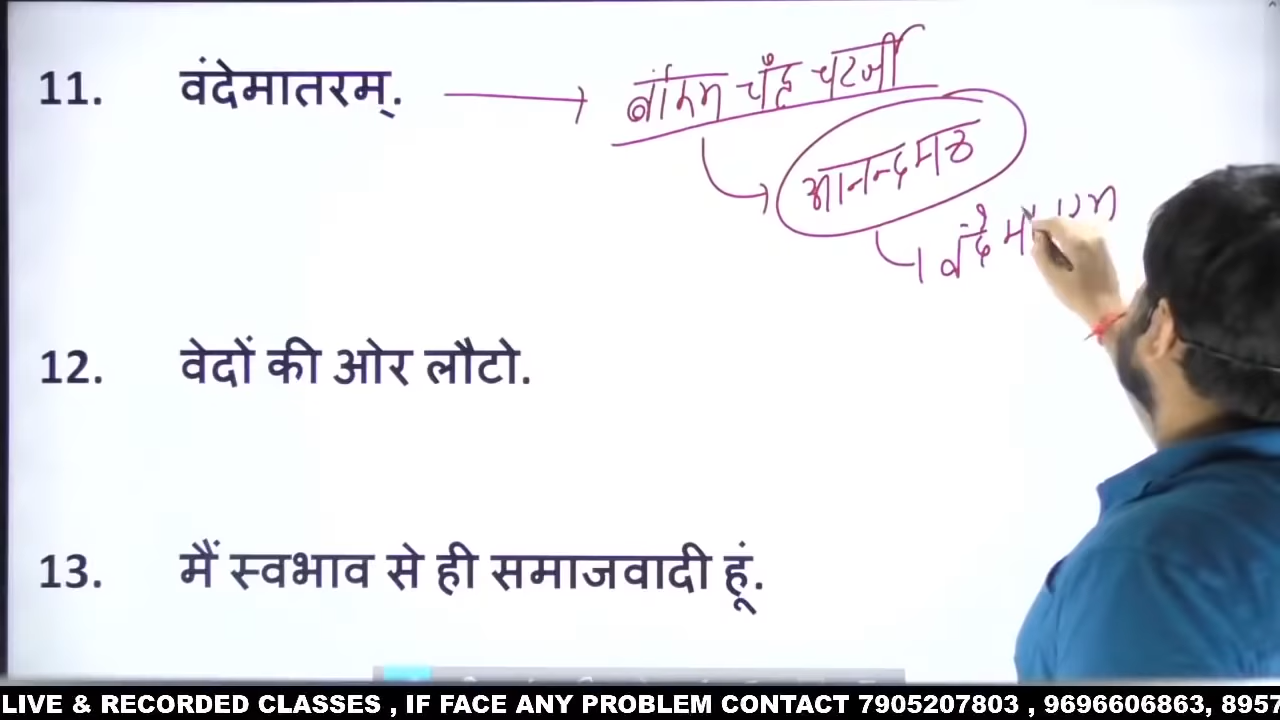 11. वंदेमातरम्.
बंकिम चँद्र चटर्जी
आनन्दमठ
वंदे
12. वेदों की ओर लौटो.
13. मैं स्वभाव से ही समाजवादी हूं.
LIVE & RECORDED CLASSES , IF FACE ANY PROBLEM CONTACT 7905207803 , 9696606863, 8957